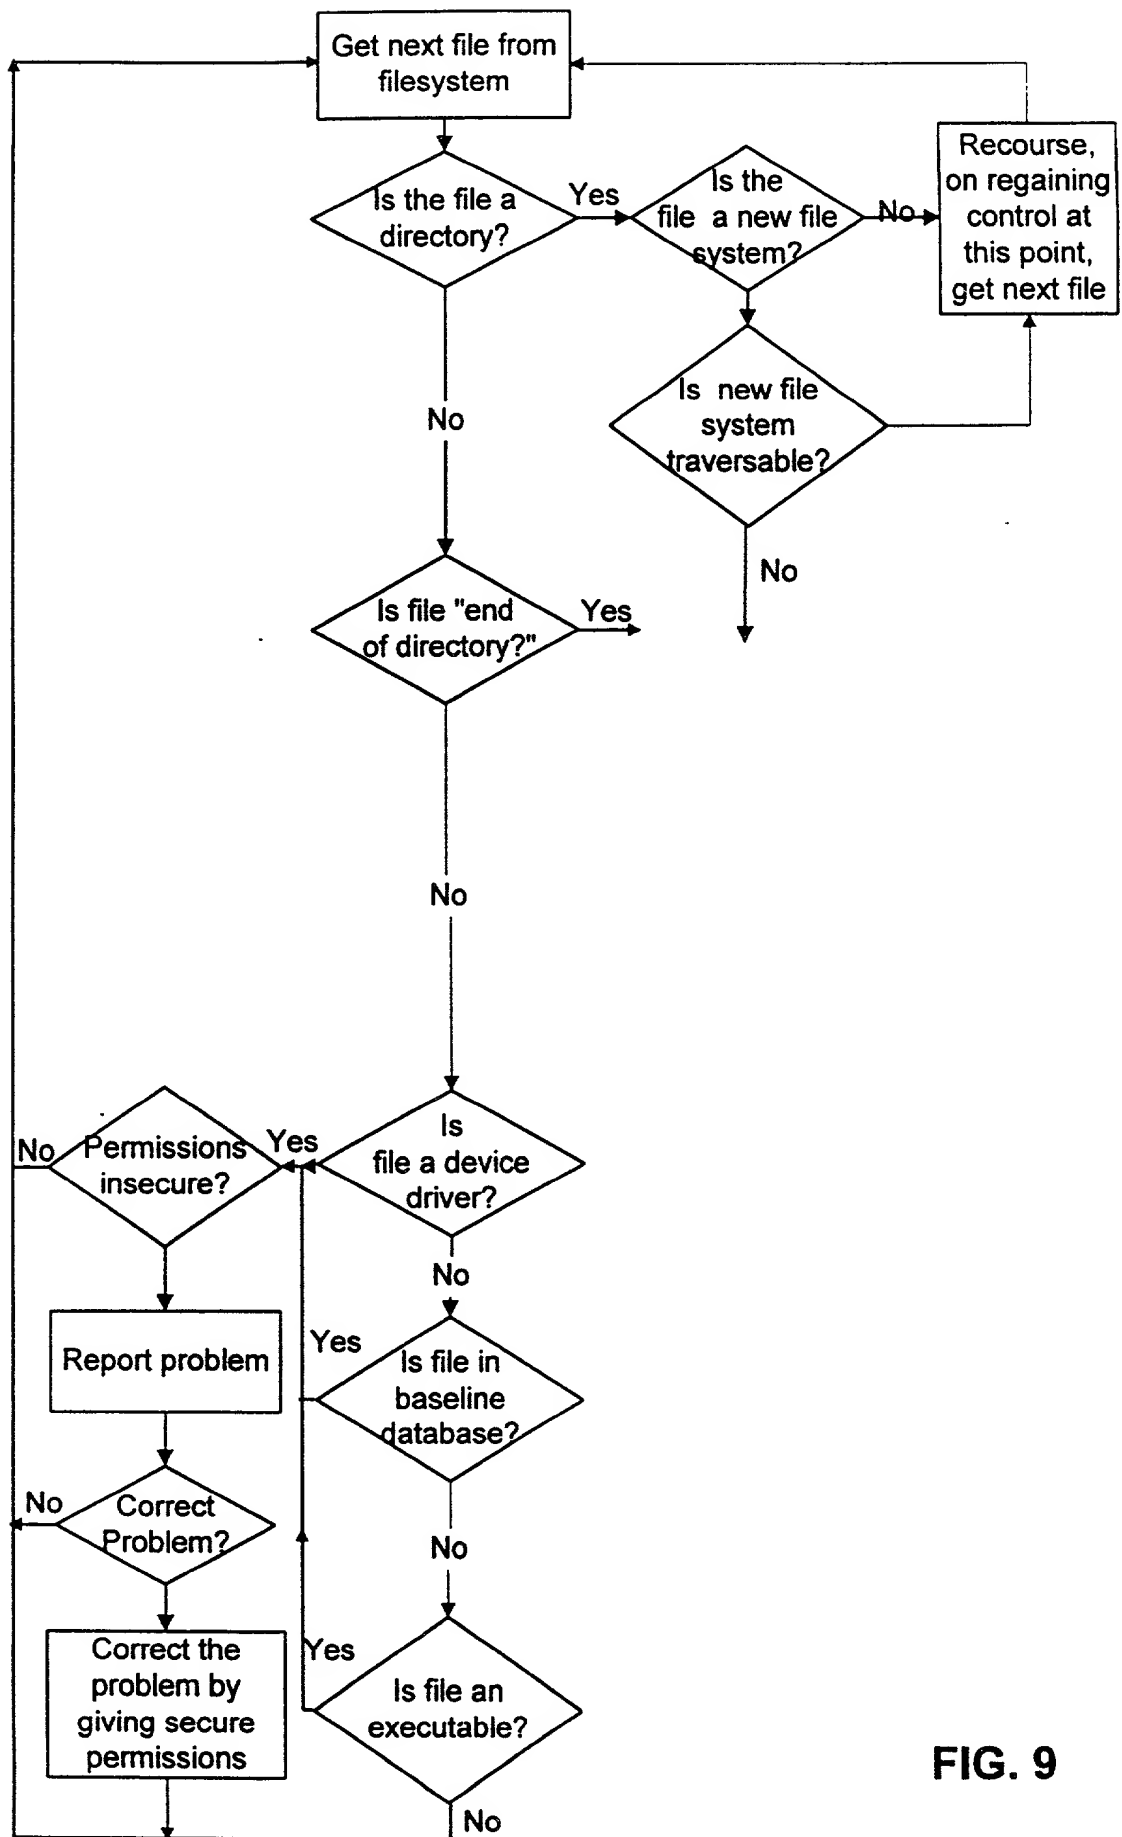 Get next file from
filesystem
Is the file a
directory?
Yes
Is the
file a new file
system?
No
Recourse,
on regaining
control at
this point,
get next file
Is new file
system
traversable?
No
No
Is file "end
of directory?"
Yes
No
Is
file a device
driver?
Yes
Permissions
insecure?
No
No
Report problem
Yes
Is file in
baseline
database?
No
Correct
Problem?
No
Yes
Correct the
problem by
giving secure
permissions
Is file an
executable?
No
FIG. 9